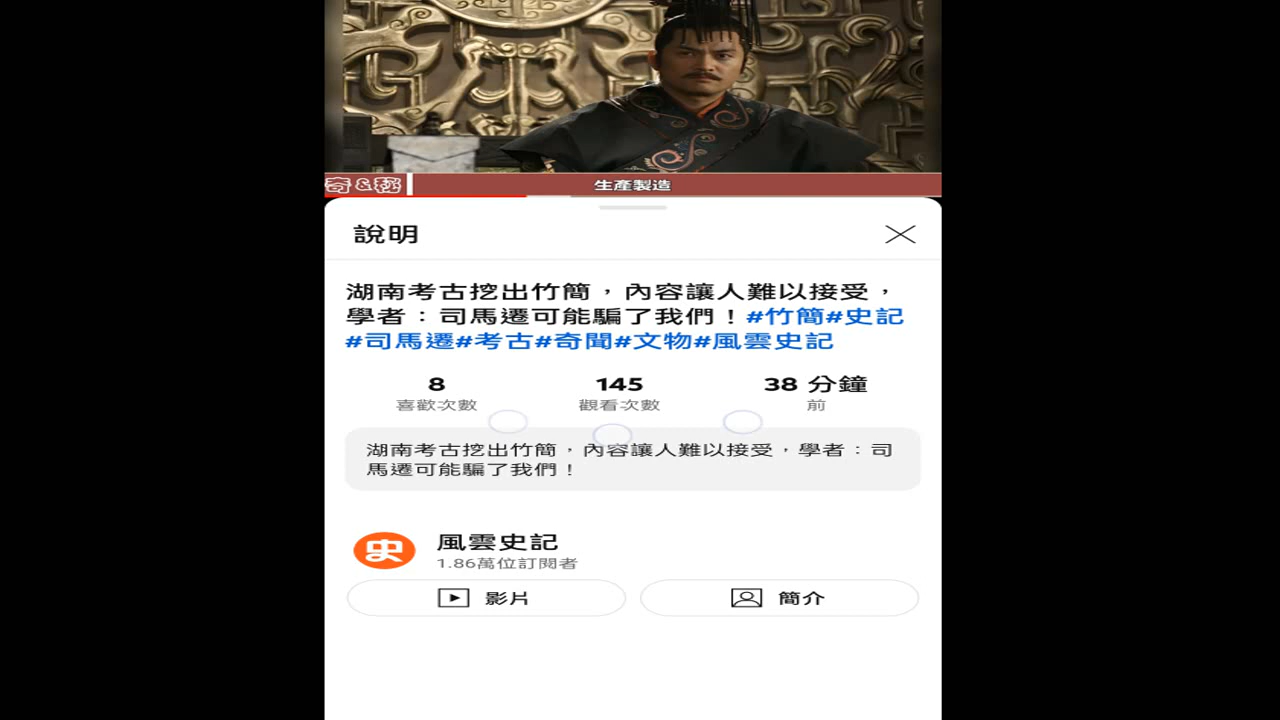 奇&秘
生產製造
說明
湖南考古挖出竹簡，內容讓人難以接受，
學者：司馬遷可能騙了我們！#竹簡#史記
#司馬遷#考古#奇聞#文物#風雲史記
8
145
38 分鐘
喜歡次數
觀看次數
前
湖南考古挖出竹簡，內容讓人難以接受，學者：司
馬遷可能騙了我們！
史
風雲史記
1.86萬位訂閱者
影片
簡介